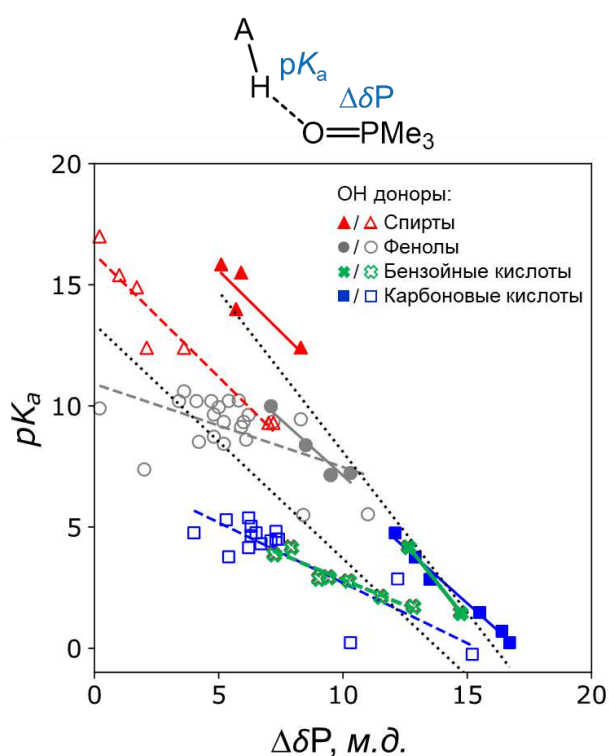 A
H
pKa
ΔδP
O=PMe3
20
15
10
5
0
pKa
OH доноры:
/ Спирты
/ Фенолы
/ Бензойные кислоты
/ Карбоновые кислоты
0 5 10 15 20
ΔδP, м.д.